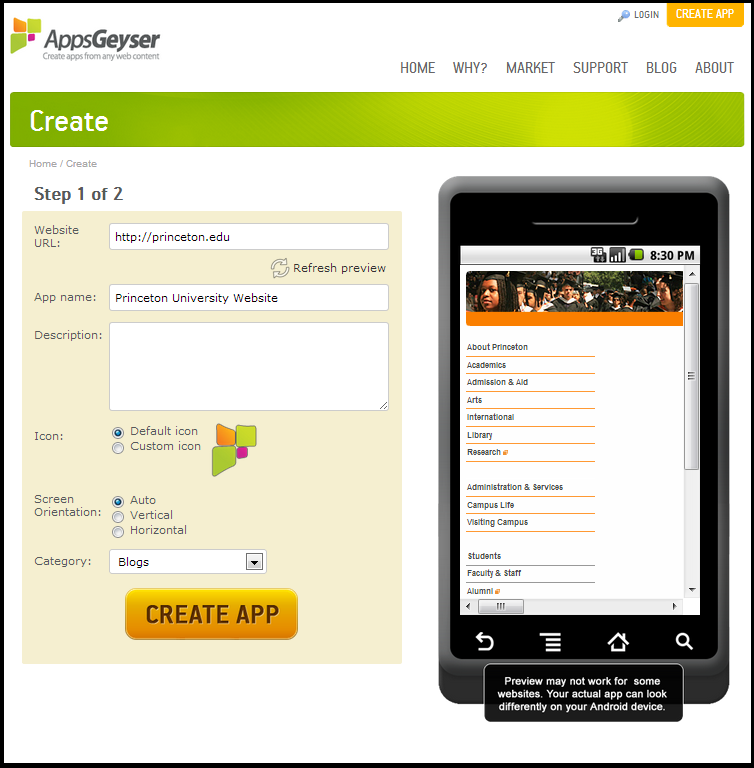 LOGIN
CREATE APP
AppsGeyser
Create apps from any web content
HOME WHY? MARKET SUPPORT BLOG ABOUT
Create
Home / Create
Step 1 of 2
Website URL:
http://princeton.edu
Refresh preview
App name:
Princeton University Website
Description:
Icon:
Default icon
Custom icon
Screen Orientation:
Auto
Vertical
Horizontal
Category:
Blogs
CREATE APP
3G
8:30 PM
About Princeton
Academics
Admission & Aid
Arts
International
Library
Research
Administration & Services
Campus Life
Visiting Campus
Students
Faculty & Staff
Alumni
Preview may not work for some
websites. Your actual app can look
differently on your Android device.